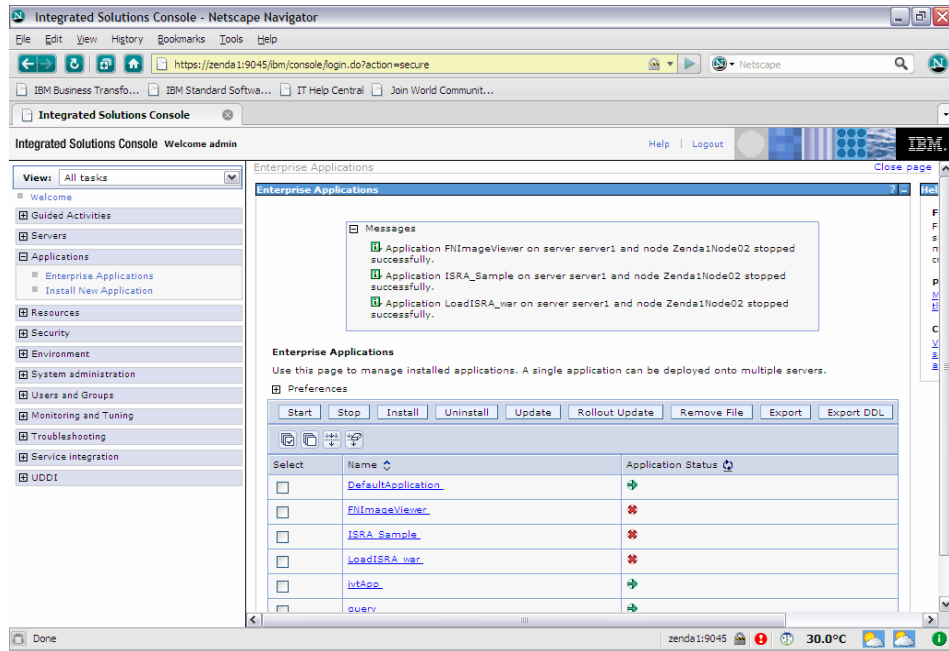 Integrated Solutions Console - Netscape Navigator
File Edit View History Bookmarks Tools Help
https://zenda1:9045/ibm/console/login.do?action=secure
Netscape
IBM Business Transfo... IBM Standard Softwa... IT Help Central Join World Communit...
Integrated Solutions Console
Integrated Solutions Console Welcome admin
Help | Logout
IBM.
View: All tasks
Welcome
Guided Activities
Servers
Applications
Enterprise Applications
Install New Application
Resources
Security
Environment
System administration
Users and Groups
Monitoring and Tuning
Troubleshooting
Service integration
UDDI
Enterprise Applications
Close page
Enterprise Applications
? -
Hel
Messages
Application FNImageViewer on server server1 and node Zenda1Node02 stopped
successfully.
Application ISRA_Sample on server server1 and node Zenda1Node02 stopped
successfully.
Application LoadISRA_war on server server1 and node Zenda1Node02 stopped
successfully.
Enterprise Applications
Use this page to manage installed applications. A single application can be deployed onto multiple servers.
Preferences
Start Stop Install Uninstall Update Rollout Update Remove File Export Export DDL
Select Name Application Status
DefaultApplication
FNImageViewer
ISRA_Sample
LoadISRA_war
ivtApp
query
Done
zenda1:9045
30.0°C